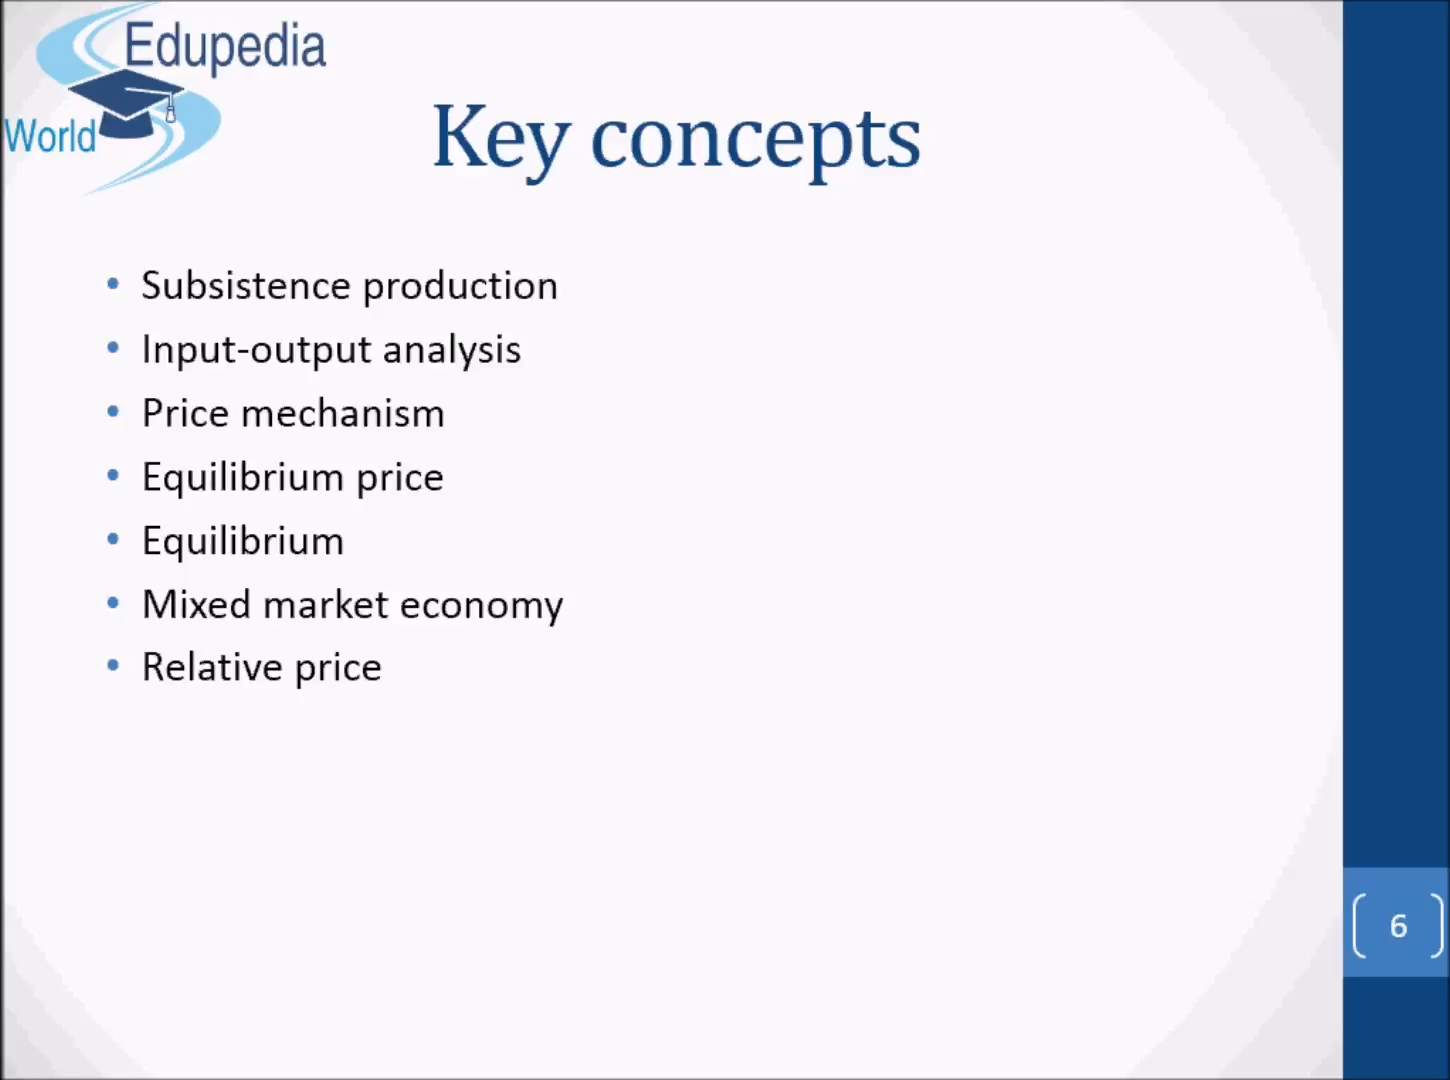 Edupedia
World
Key concepts
• Subsistence production
• Input-output analysis
• Price mechanism
• Equilibrium price
• Equilibrium
• Mixed market economy
• Relative price
6